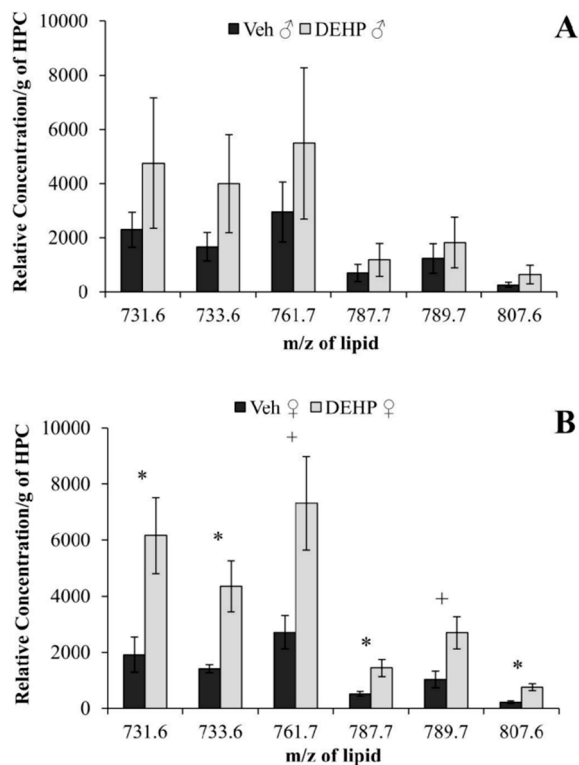 A
Veh ♂ DEHP ♂
Relative Concentration/g of HPC
10000
8000
6000
4000
2000
0
731.6 733.6 761.7 787.7 789.7 807.6
m/z of lipid
B
Veh ♀ DEHP ♀
Relative Concentration/g of HPC
10000
8000
6000
4000
2000
0
* * + * + *
731.6 733.6 761.7 787.7 789.7 807.6
m/z of lipid